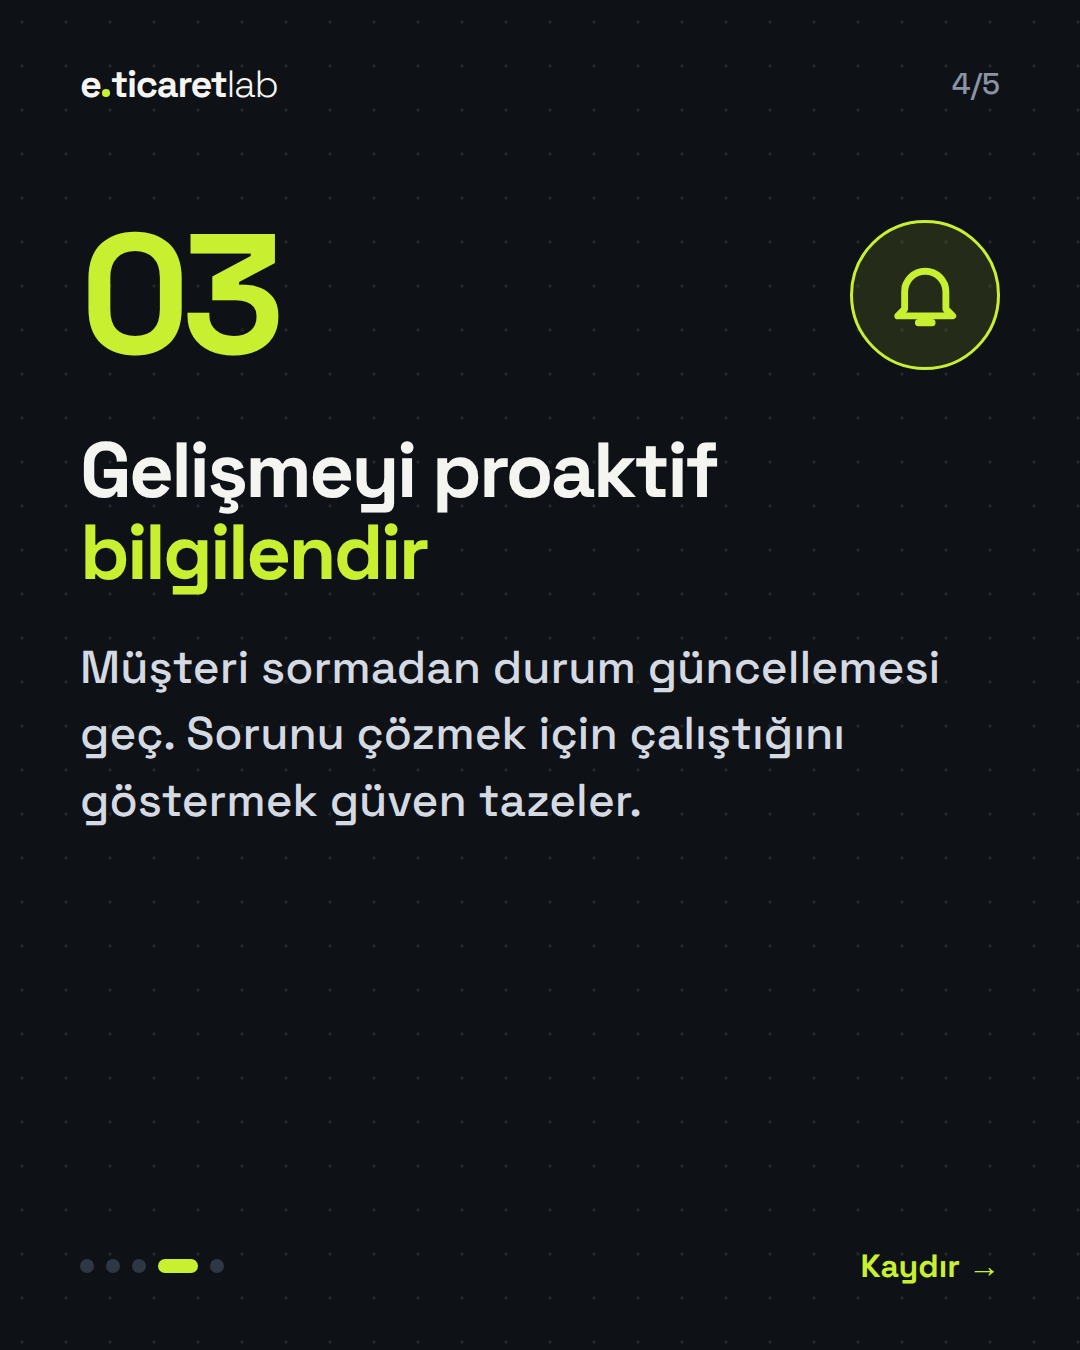 e.ticaretlab
4/5
03
Gelişmeyi proaktif
bilgilendir
Müşteri sormadan durum güncellemesi
geç. Sorunu çözmek için çalıştığını
göstermek güven tazeler.
Kaydır →